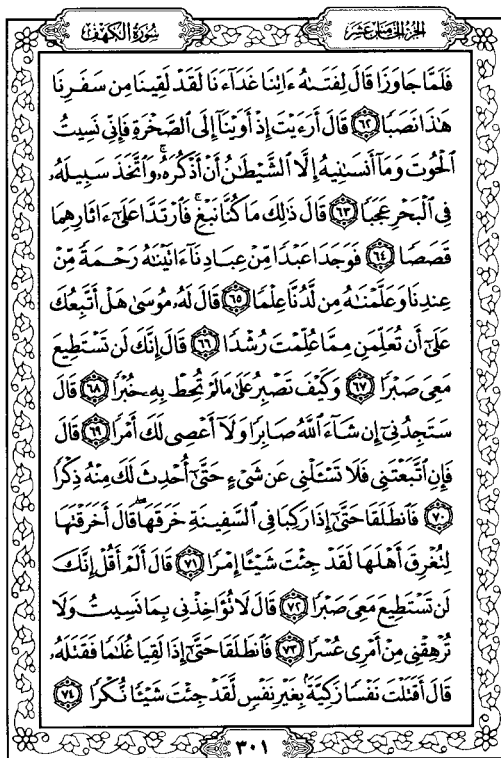 الجزء الخامس عشر
سورة الكهف
فَلَمَّا جَاوَزَا قَالَ لِفَتَىٰهُ ءَاتِنَا غَدَآءَنَا لَقَدْ لَقِينَا مِن سَفَرِنَا
هَٰذَا نَصَبًا ٦٢ قَالَ أَرَءَيْتَ إِذْ أَوَيْنَآ إِلَى ٱلصَّخْرَةِ فَإِنِّى نَسِيتُ
ٱلْحُوتَ وَمَآ أَنسَىٰنِيهُ إِلَّا ٱلشَّيْطَٰنُ أَنْ أَذْكُرَهُۥ ۚ وَٱتَّخَذَ سَبِيلَهُۥ
فِى ٱلْبَحْرِ عَجَبًا ٦٣ قَالَ ذَٰلِكَ مَا كُنَّا نَبْغِ ۚ فَٱرْتَدَّا عَلَىٰٓ ءَاثَارِهِمَا
قَصَصًا ٦٤ فَوَجَدَا عَبْدًا مِّنْ عِبَادِنَآ ءَاتَيْنَٰهُ رَحْمَةً مِّنْ
عِندِنَا وَعَلَّمْنَٰهُ مِن لَّدُنَّا عِلْمًا ٦٥ قَالَ لَهُۥ مُوسَىٰ هَلْ أَتَّبِعُكَ
عَلَىٰٓ أَن تُعَلِّمَنِ مِمَّا عُلِّمْتَ رُشْدًا ٦٦ قَالَ إِنَّكَ لَن تَسْتَطِيعَ
مَعِىَ صَبْرًا ٦٧ وَكَيْفَ تَصْبِرُ عَلَىٰ مَا لَمْ تُحِطْ بِهِۦ خُبْرًا ٦٨ قَالَ
سَتَجِدُنِىٓ إِن شَآءَ ٱللَّهُ صَابِرًا وَلَآ أَعْصِى لَكَ أَمْرًا ٦٩ قَالَ
فَإِنِ ٱتَّبَعْتَنِى فَلَا تَسْـَٔلْنِى عَن شَىْءٍ حَتَّىٰٓ أُحْدِثَ لَكَ مِنْهُ ذِكْرًا
٧٠ فَٱنطَلَقَا حَتَّىٰٓ إِذَا رَكِبَا فِى ٱلسَّفِينَةِ خَرَقَهَا ۖ قَالَ أَخَرَقْتَهَا
لِتُغْرِقَ أَهْلَهَا لَقَدْ جِئْتَ شَيْـًٔا إِمْرًا ٧١ قَالَ أَلَمْ أَقُلْ إِنَّكَ
لَن تَسْتَطِيعَ مَعِىَ صَبْرًا ٧٢ قَالَ لَا تُؤَاخِذْنِى بِمَا نَسِيتُ وَلَا
تُرْهِقْنِى مِنْ أَمْرِى عُسْرًا ٧٣ فَٱنطَلَقَا حَتَّىٰٓ إِذَا لَقِيَا غُلَٰمًا فَقَتَلَهُۥ
قَالَ أَقَتَلْتَ نَفْسًا زَكِيَّةًۢ بِغَيْرِ نَفْسٍ لَّقَدْ جِئْتَ شَيْـًٔا نُّكْرًا ٧٤
٣٠١